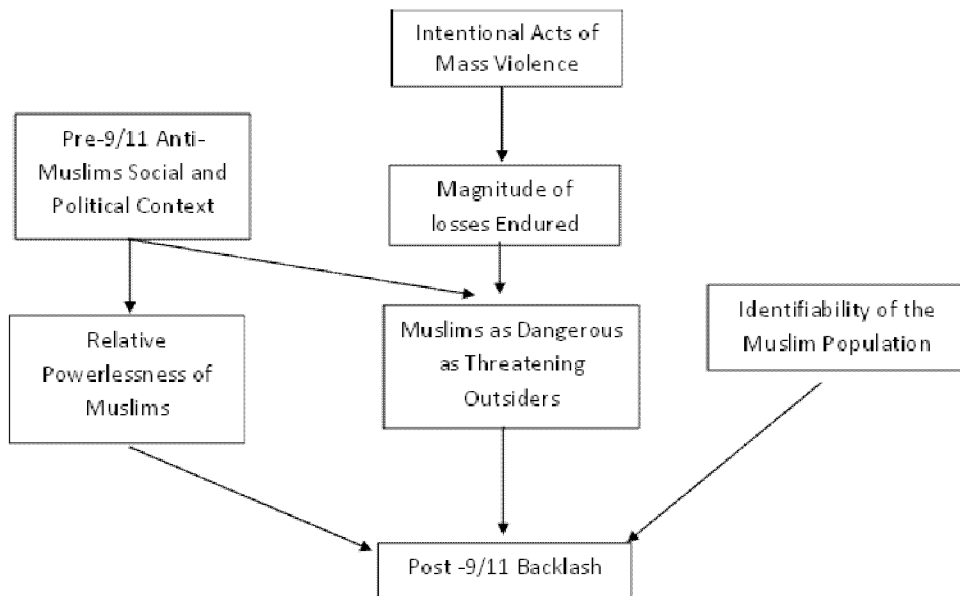 Intentional Acts of
Mass Violence
Pre-9/11 Anti-
Muslims Social and
Political Context
Magnitude of
losses Endured
Relative
Powerlessness of
Muslims
Muslims as Dangerous
as Threatening
Outsiders
Identifiability of the
Muslim Population
Post -9/11 Backlash